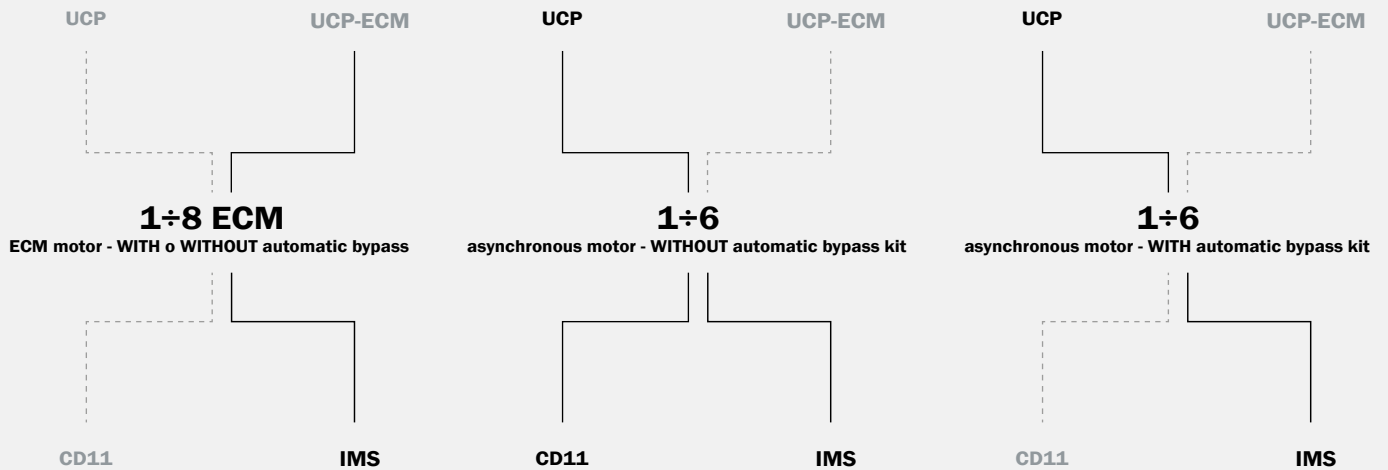 UCP UCP-ECM UCP UCP-ECM UCP UCP-ECM
1÷8 ECM 1÷6 1÷6
ECM motor - WITH o WITHOUT automatic bypass asynchronous motor - WITHOUT automatic bypass kit asynchronous motor - WITH automatic bypass kit
CD11 IMS CD11 IMS CD11 IMS